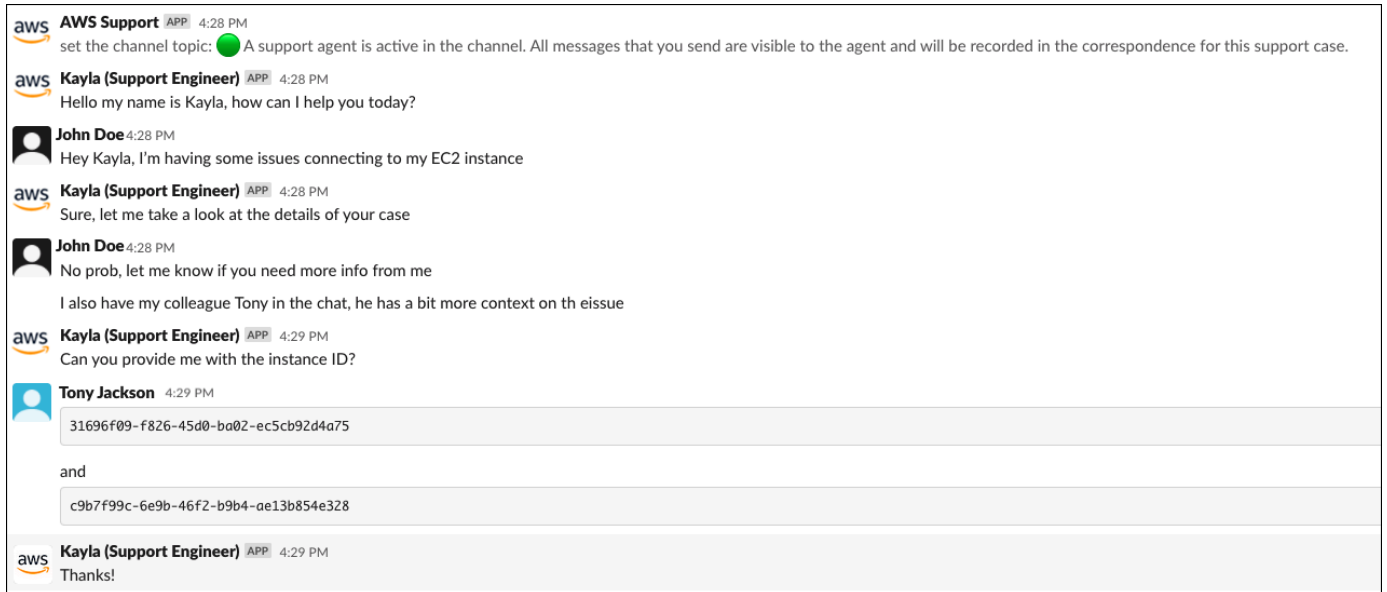 aws AWS Support APP 4:28 PM
set the channel topic: A support agent is active in the channel. All messages that you send are visible to the agent and will be recorded in the correspondence for this support case.
aws Kayla (Support Engineer) APP 4:28 PM
Hello my name is Kayla, how can I help you today?
John Doe 4:28 PM
Hey Kayla, I'm having some issues connecting to my EC2 instance
aws Kayla (Support Engineer) APP 4:28 PM
Sure, let me take a look at the details of your case
John Doe 4:28 PM
No prob, let me know if you need more info from me
I also have my colleague Tony in the chat, he has a bit more context on th eissue
aws Kayla (Support Engineer) APP 4:29 PM
Can you provide me with the instance ID?
Tony Jackson 4:29 PM
31696f09-f826-45d0-ba02-ec5cb92d4a75
and
c9b7f99c-6e9b-46f2-b9b4-ae13b854e328
aws Kayla (Support Engineer) APP 4:29 PM
Thanks!